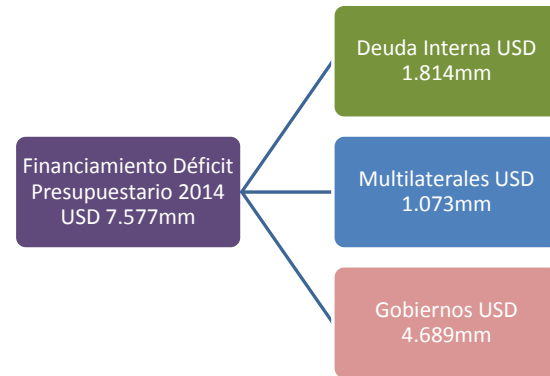 Financiamiento Déficit
Presupuestario 2014
USD 7.577mm
Deuda Interna USD
1.814mm
Multilaterales USD
1.073mm
Gobiernos USD
4.689mm